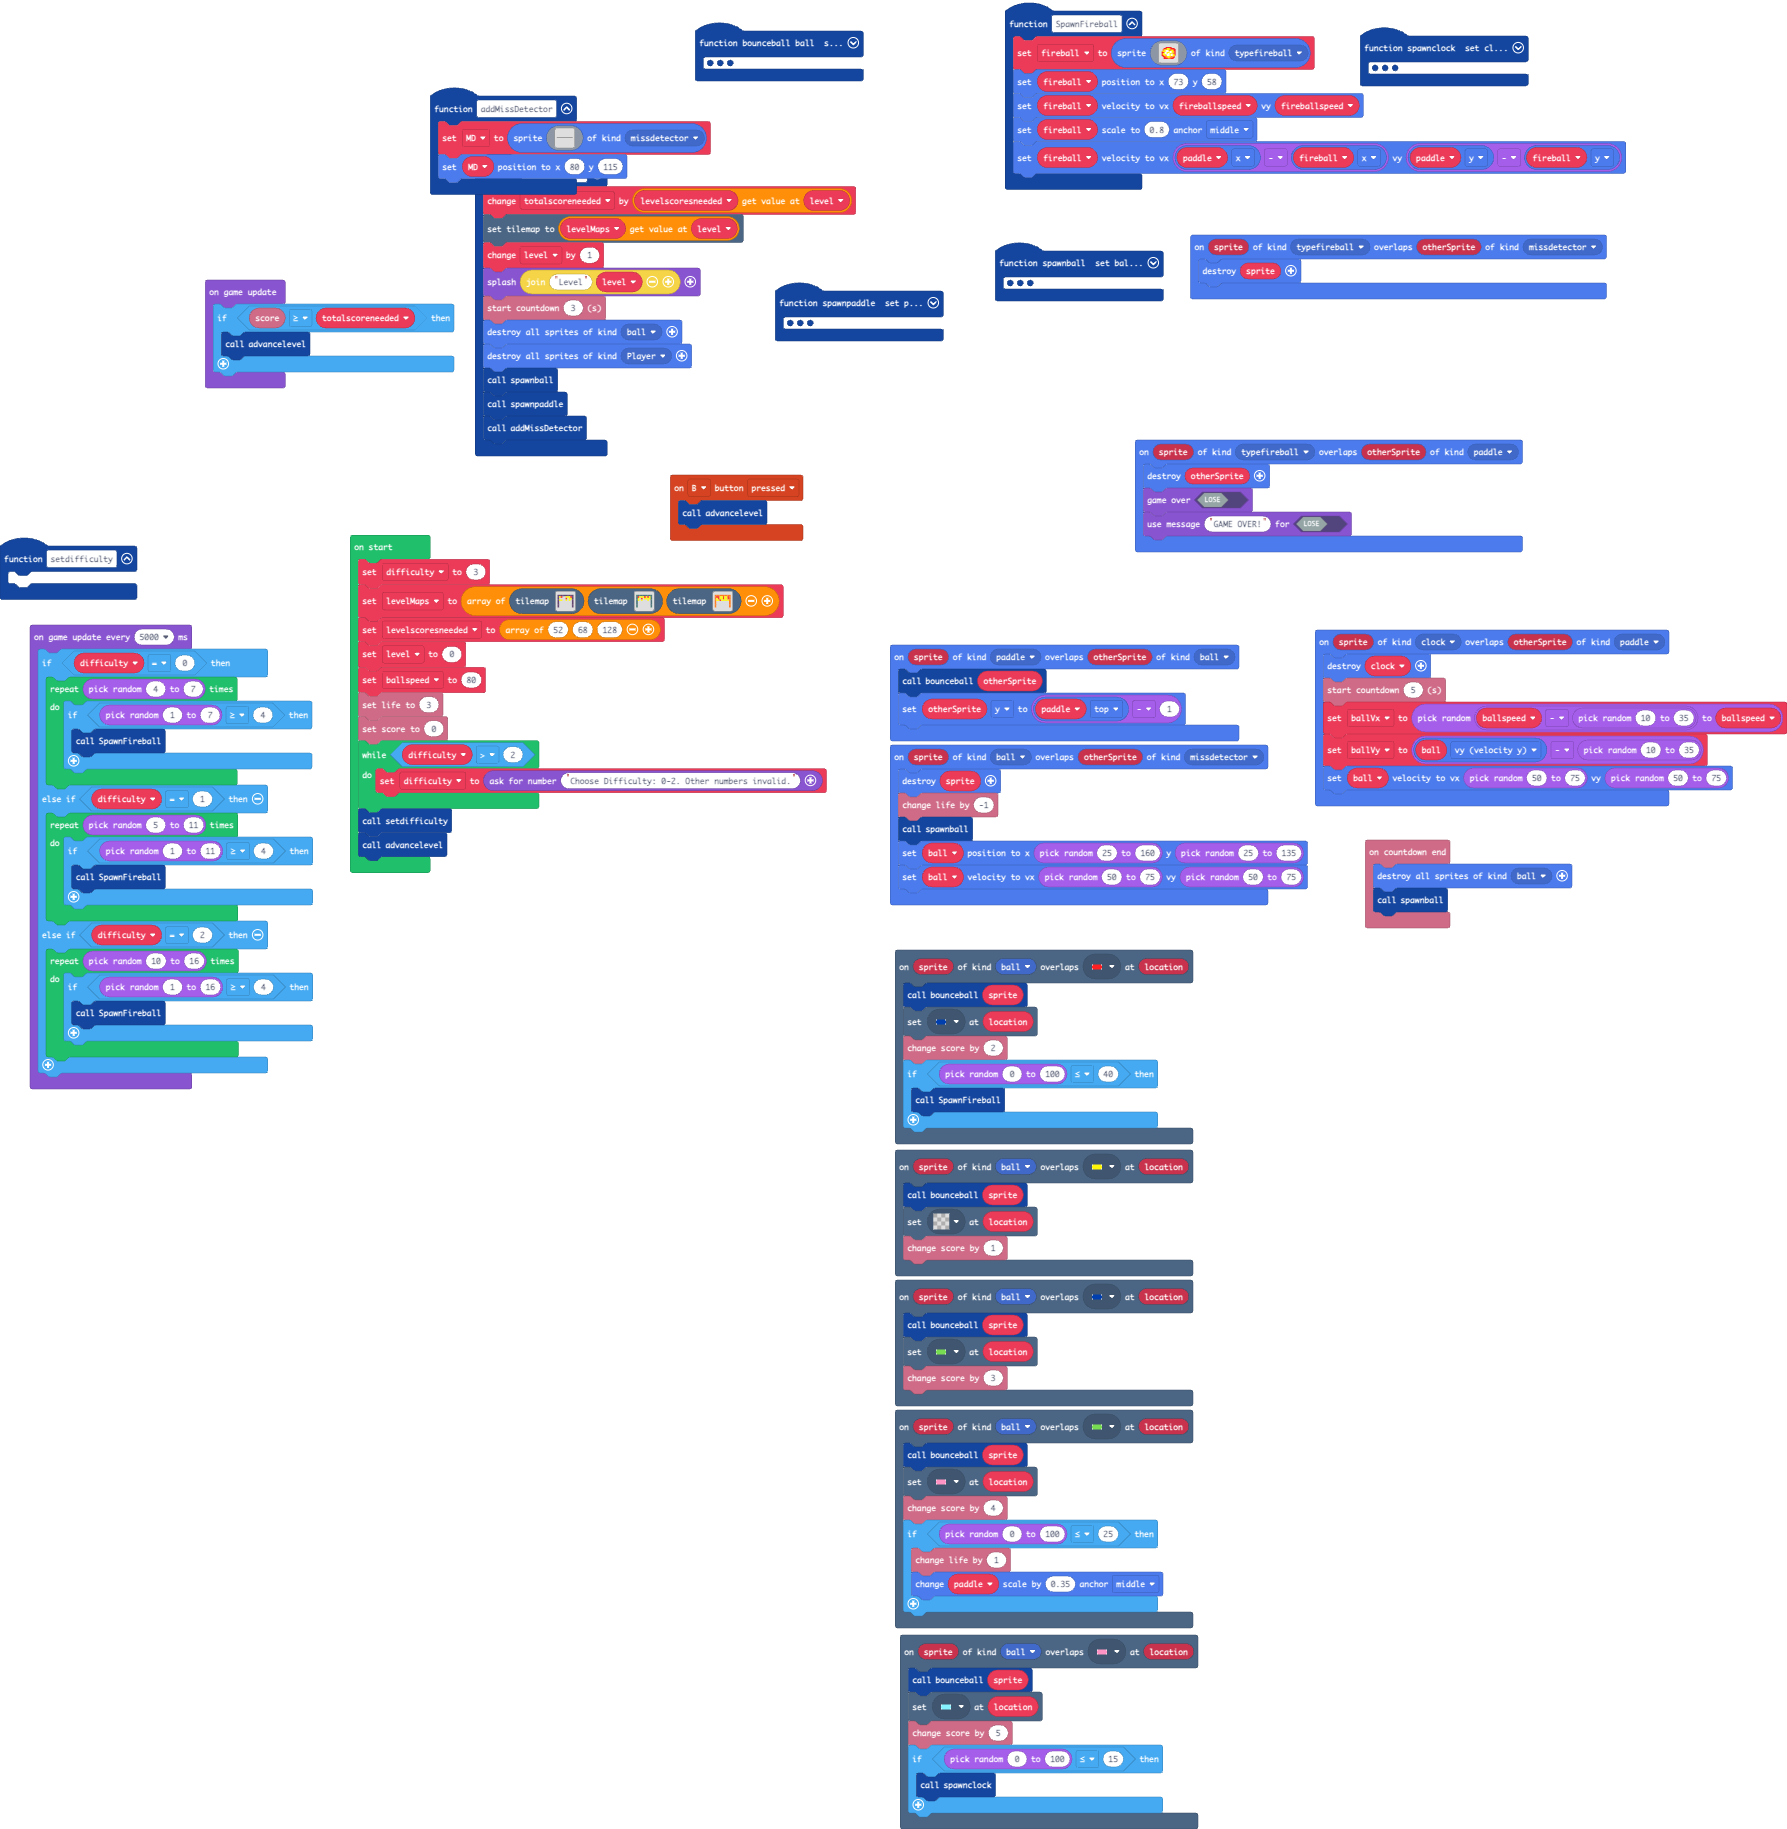 function bounceball ball s...
function SpawnFireball
set fireball to sprite of kind typefireball
set fireball position to x 73 y 58
set fireball velocity to vx fireballspeed vy fireballspeed
set fireball scale to 0.8 anchor middle
set fireball velocity to vx paddle x - fireball x vy paddle y - fireball y
function spawnclock set cl...
function addMissDetector
set MD to sprite of kind missdetector
set MD position to x 80 y 115
change totalscoreneeded by levelscoresneeded get value at level
set tilemap to levelMaps get value at level
change level by 1
splash join "Level" level
start countdown 3 (s)
destroy all sprites of kind ball
destroy all sprites of kind Player
call spawnball
call spawnpaddle
call addMissDetector
function spawnball set bal...
on sprite of kind typefireball overlaps otherSprite of kind missdetector
destroy sprite
function spawnpaddle set p...
on game update
if score ≥ totalscoreneeded then
call advancelevel
on sprite of kind typefireball overlaps otherSprite of kind paddle
destroy otherSprite
game over LOSE
use message "GAME OVER!" for LOSE
on B button pressed
call advancelevel
function setdifficulty
on start
set difficulty to 3
set levelMaps to array of tilemap tilemap tilemap
set levelscoresneeded to array of 52 68 128
set level to 0
set ballspeed to 80
set life to 3
set score to 0
while difficulty > 2
do set difficulty to ask for number "Choose Difficulty: 0-2. Other numbers invalid."
call setdifficulty
call advancelevel
on game update every 5000 ms
if difficulty = 0 then
repeat pick random 4 to 7 times
do if pick random 1 to 7 ≥ 4 then
call SpawnFireball
else if difficulty = 1 then
repeat pick random 5 to 11 times
do if pick random 1 to 11 ≥ 4 then
call SpawnFireball
else if difficulty = 2 then
repeat pick random 10 to 16 times
do if pick random 1 to 16 ≥ 4 then
call SpawnFireball
on sprite of kind paddle overlaps otherSprite of kind ball
call bounceball otherSprite
set otherSprite y to paddle top - 1
on sprite of kind ball overlaps otherSprite of kind missdetector
destroy sprite
change life by -1
call spawnball
set ball position to x pick random 25 to 160 y pick random 25 to 135
set ball velocity to vx pick random 50 to 75 vy pick random 50 to 75
on sprite of kind clock overlaps otherSprite of kind paddle
destroy clock
start countdown 5 (s)
set ballVx to pick random ballspeed - pick random 10 to 35 to ballspeed
set ballVy to ball vy (velocity y) - pick random 10 to 35
set ball velocity to vx pick random 50 to 75 vy pick random 50 to 75
on countdown end
destroy all sprites of kind ball
call spawnball
on sprite of kind ball overlaps at location
call bounceball sprite
set at location
change score by 2
if pick random 0 to 100 ≤ 40 then
call SpawnFireball
on sprite of kind ball overlaps at location
call bounceball sprite
set at location
change score by 1
on sprite of kind ball overlaps at location
call bounceball sprite
set at location
change score by 3
on sprite of kind ball overlaps at location
call bounceball sprite
set at location
change score by 4
if pick random 0 to 100 ≤ 25 then
change life by 1
change paddle scale by 0.35 anchor middle
on sprite of kind ball overlaps at location
call bounceball sprite
set at location
change score by 5
if pick random 0 to 100 ≤ 15 then
call spawnclock